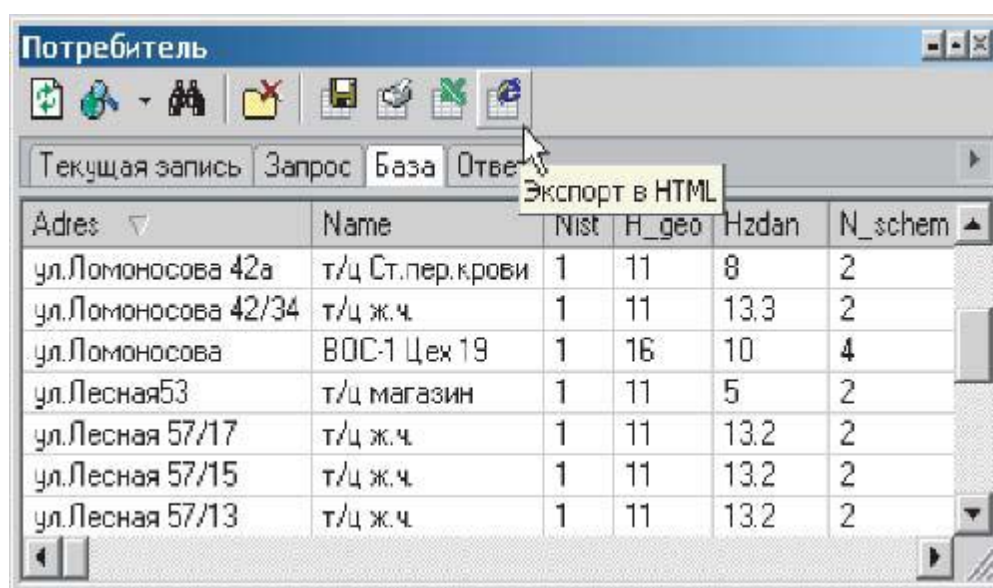 Потребитель
Текущая запись Запрос База Отве
Экспорт в HTML
Adres Name Nist H_geo Hzdan N_schem
ул.Ломоносова 42а т/ц Ст.пер.крови 1 11 8 2
ул.Ломоносова 42/34 т/ц ж.ч. 1 11 13.3 2
ул.Ломоносова ВОС-1 Цех 19 1 16 10 4
ул.Лесная53 т/ц магазин 1 11 5 2
ул.Лесная 57/17 т/ц ж.ч. 1 11 13.2 2
ул.Лесная 57/15 т/ц ж.ч. 1 11 13.2 2
ул.Лесная 57/13 т/ц ж.ч. 1 11 13.2 2